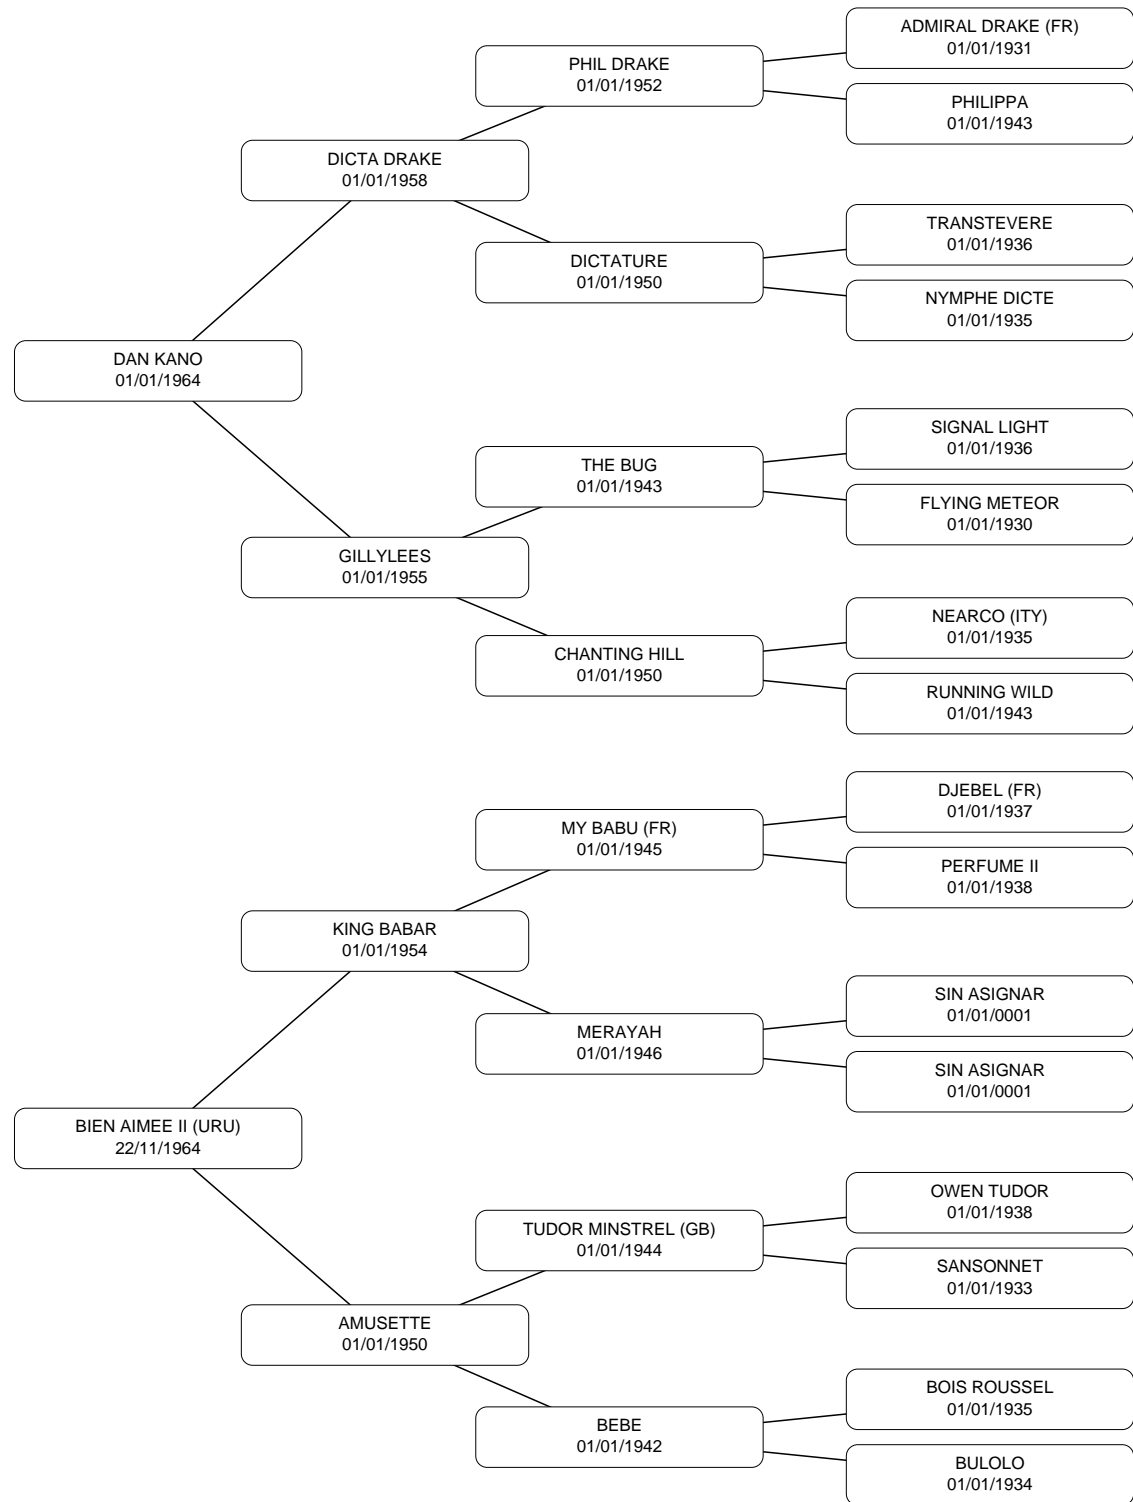 ADMIRAL DRAKE (FR)
01/01/1931
PHIL DRAKE
01/01/1952
PHILIPPA
01/01/1943
DICTA DRAKE
01/01/1958
TRANSTEVERE
01/01/1936
DICTATURE
01/01/1950
NYMPHE DICTE
01/01/1935
DAN KANO
01/01/1964
SIGNAL LIGHT
01/01/1936
THE BUG
01/01/1943
FLYING METEOR
01/01/1930
GILLYLEES
01/01/1955
NEARCO (ITY)
01/01/1935
CHANTING HILL
01/01/1950
RUNNING WILD
01/01/1943
DJEBEL (FR)
01/01/1937
MY BABU (FR)
01/01/1945
PERFUME II
01/01/1938
KING BABAR
01/01/1954
SIN ASIGNAR
01/01/0001
MERAYAH
01/01/1946
SIN ASIGNAR
01/01/0001
BIEN AIMEE II (URU)
22/11/1964
OWEN TUDOR
01/01/1938
TUDOR MINSTREL (GB)
01/01/1944
SANSONNET
01/01/1933
AMUSETTE
01/01/1950
BOIS ROUSSEL
01/01/1935
BEBE
01/01/1942
BULOLO
01/01/1934